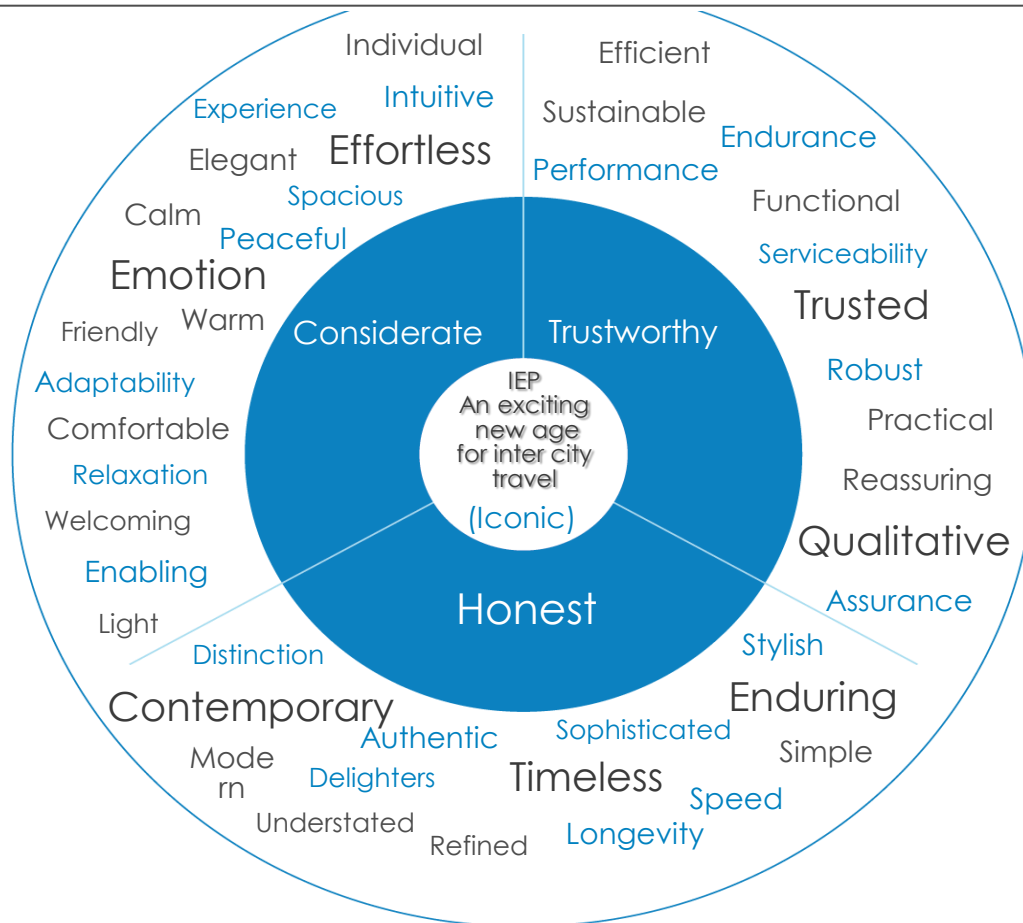 Individual
Intuitive
Experience
Effortless
Elegant
Spacious
Calm
Peaceful
Emotion
Warm
Friendly
Adaptability
Comfortable
Relaxation
Welcoming
Enabling
Light
Considerate
Efficient
Sustainable
Endurance
Performance
Functional
Serviceability
Trusted
Robust
Practical
Reassuring
Qualitative
Assurance
Trustworthy
IEP
An exciting
new age
for inter city
travel
(Iconic)
Honest
Distinction
Stylish
Contemporary
Enduring
Authentic
Sophisticated
Simple
Mode
rn
Delighters
Timeless
Speed
Understated
Refined
Longevity